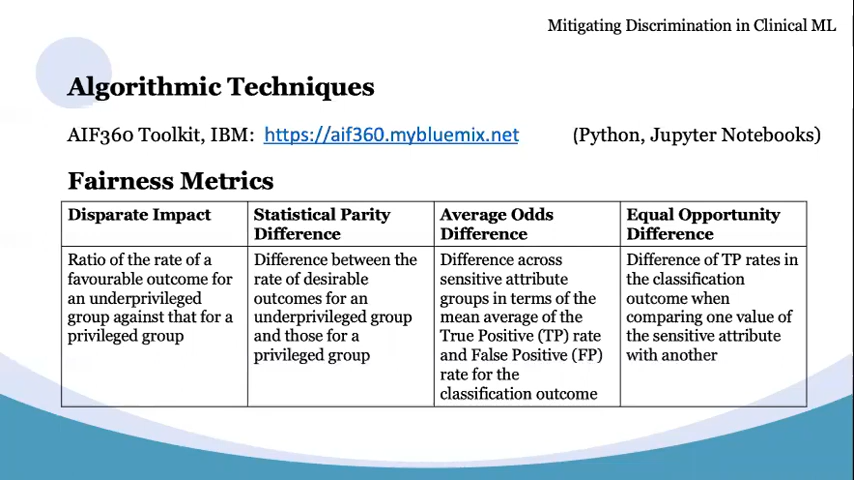 Mitigating Discrimination in Clinical ML
Algorithmic Techniques
AIF360 Toolkit, IBM: https://aif360.mybluemix.net (Python, Jupyter Notebooks)
Fairness Metrics
Disparate Impact
Ratio of the rate of a
favourable outcome for
an underprivileged
group against that for a
privileged group
Statistical Parity
Difference
Difference between the
rate of desirable
outcomes for an
underprivileged group
and those for a
privileged group
Average Odds
Difference
Difference across
sensitive attribute
groups in terms of the
mean average of the
True Positive (TP) rate
and False Positive (FP)
rate for the
classification outcome
Equal Opportunity
Difference
Difference of TP rates in
the classification
outcome when
comparing one value of
the sensitive attribute
with another